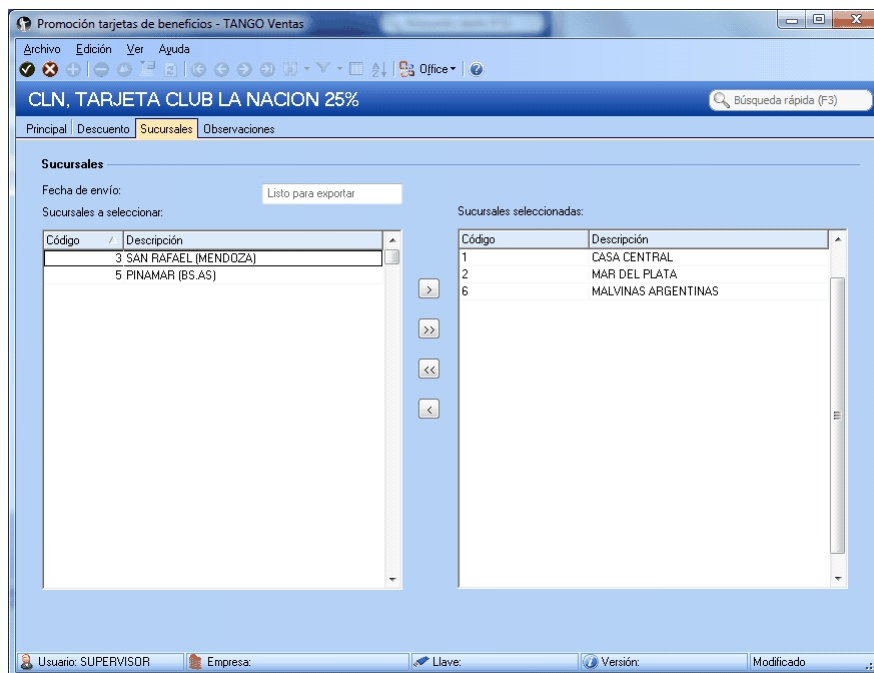 Promoción tarjetas de beneficios - TANGO Ventas
Archivo Edición Ver Ayuda
Office
CLN, TARJETA CLUB LA NACION 25%
Búsqueda rápida (F3)
Principal Descuento Sucursales Observaciones
Sucursales
Fecha de envío: Listo para exportar
Sucursales a seleccionar: Sucursales seleccionadas:
Código / Descripción Código Descripción
3 SAN RAFAEL (MENDOZA) 1 CASA CENTRAL
5 PINAMAR (BS.AS) 2 MAR DEL PLATA
6 MALVINAS ARGENTINAS
>
>>
<<
<
Usuario: SUPERVISOR Empresa: Llave: Versión: Modificado